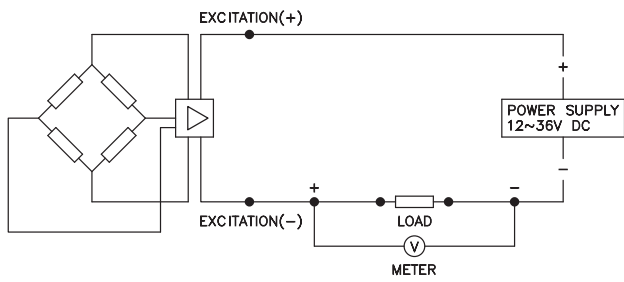 EXCITATION(+)
+
POWER SUPPLY
12~36V DC
−
EXCITATION(−)
+
−
LOAD
V
METER